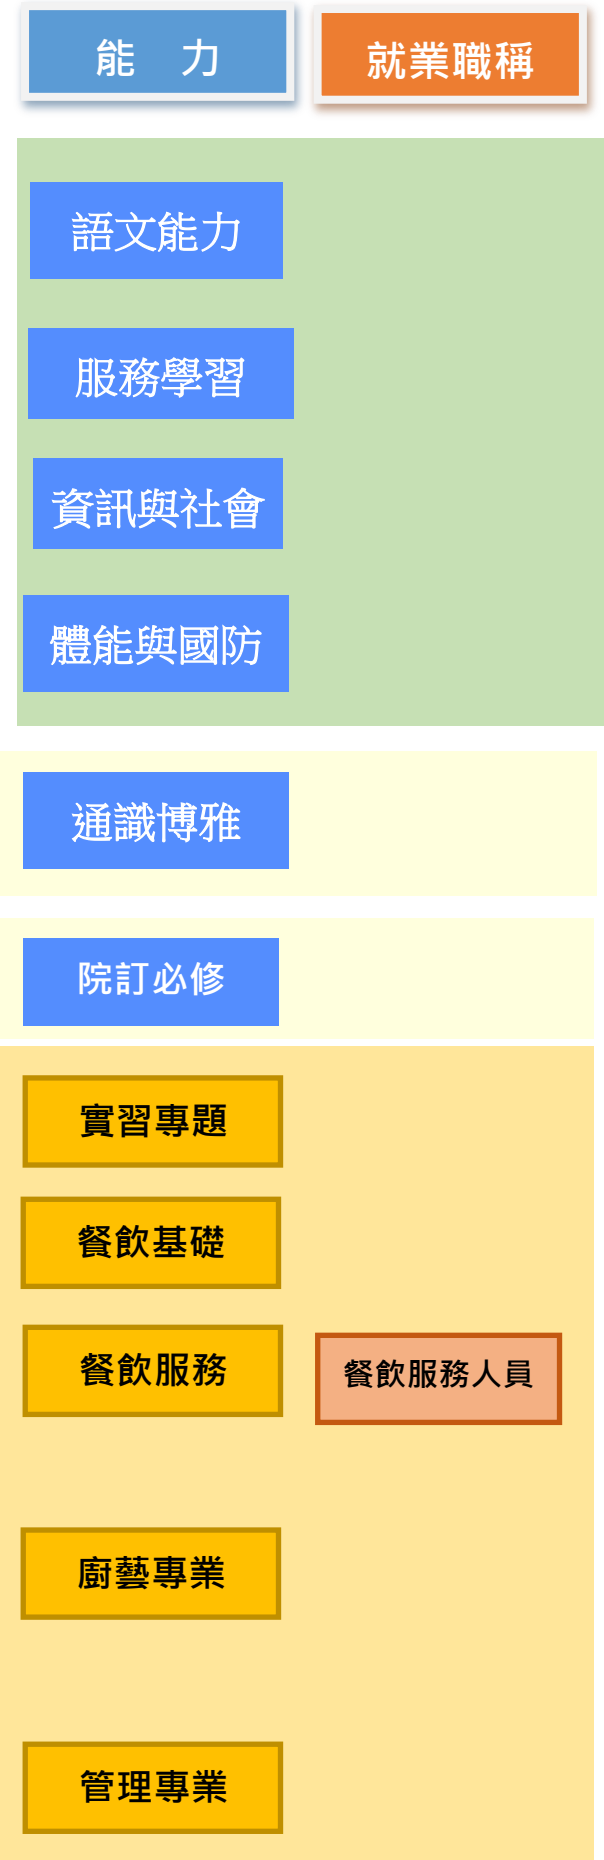 能 力
就業職稱
語文能力
服務學習
資訊與社會
體能與國防
通識博雅
院訂必修
實習專題
餐飲基礎
餐飲服務
餐飲服務人員
廚藝專業
管理專業